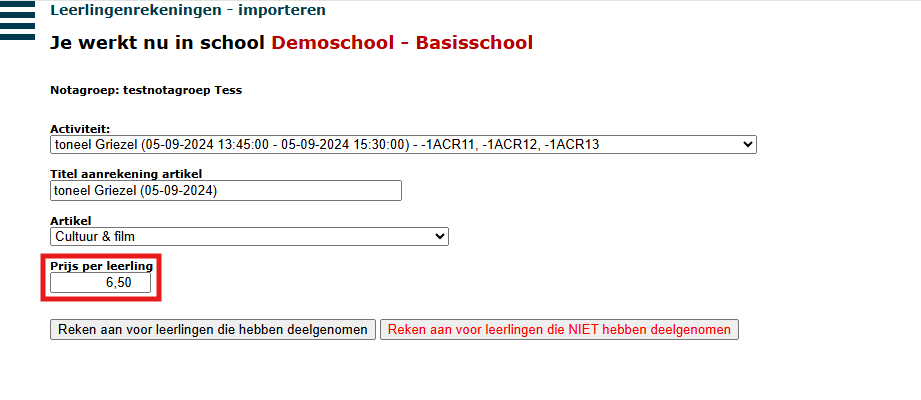 Leerlingenrekeningen - importeren
Je werkt nu in school Demoschool - Basisschool
Notagroep: testnotagroep Tess
Activiteit:
toneel Griezel (05-09-2024 13:45:00 - 05-09-2024 15:30:00) - -1ACR11, -1ACR12, -1ACR13
Titel aanrekening artikel
toneel Griezel (05-09-2024)
Artikel
Cultuur & film
Prijs per leerling
6,50
Reken aan voor leerlingen die hebben deelgenomen Reken aan voor leerlingen die NIET hebben deelgenomen